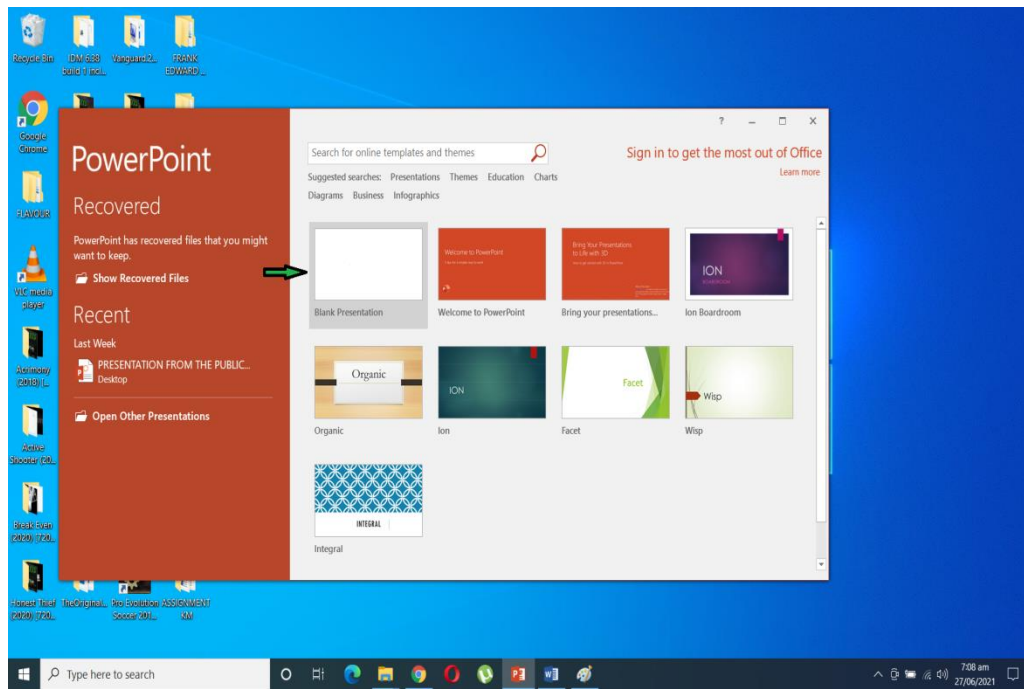 Recycle Bin
IDM 6.38
build 1 incl...
Vanguard.2...
FRANK
EDWARD ...
Google
Chrome
FLAVOUR
VLC media
player
Acrimony
(2018) [...
Active
Shooter (20...
Break Even
(2020) [720...
Honest Thief
(2020) [720...
TheOriginal...
Pro Evolution
Soccer 201...
ASSIGNMENT
KM
PowerPoint
Recovered
PowerPoint has recovered files that you might
want to keep.
Show Recovered Files
Recent
Last Week
PRESENTATION FROM THE PUBLIC...
Desktop
Open Other Presentations
? – □ X
Search for online templates and themes
Sign in to get the most out of Office
Learn more
Suggested searches: Presentations Themes Education Charts
Diagrams Business Infographics
Welcome to PowerPoint
Bring Your Presentations
to Life with 3D
ION
BOARDROOM
Blank Presentation
Welcome to PowerPoint
Bring your presentations...
Ion Boardroom
Organic
ION
Facet
Wisp
Organic
Ion
Facet
Wisp
INTEGRAL
Integral
Type here to search
7:08 am
27/06/2021